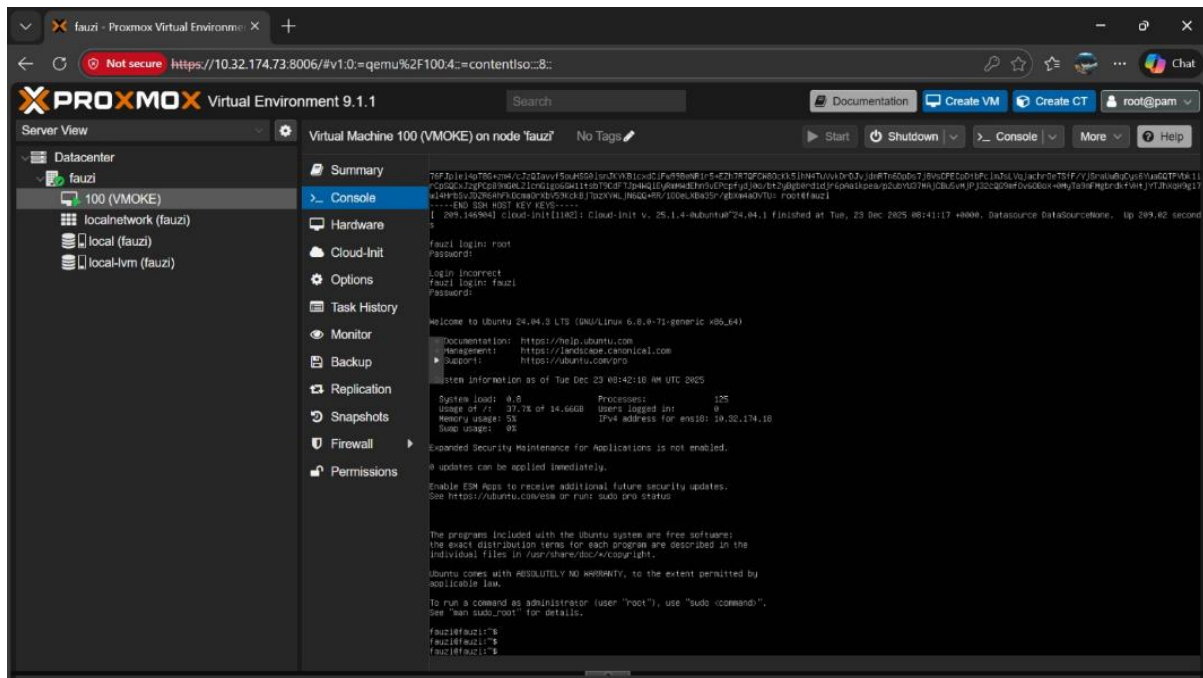 fauzi - Proxmox Virtual Environme
Not secure https://10.32.174.73:8006/#v1:0:=qemu%2F100:4::=contentIso:::8::
Chat
PROXMOX Virtual Environment 9.1.1
Search
Documentation
Create VM
Create CT
root@pam
Server View
Virtual Machine 100 (VMOKE) on node 'fauzi'
No Tags
Start
Shutdown
Console
More
Help
Datacenter
fauzi
100 (VMOKE)
localnetwork (fauzi)
local (fauzi)
local-lvm (fauzi)
Summary
Console
Hardware
Cloud-Init
Options
Task History
Monitor
Backup
Replication
Snapshots
Firewall
Permissions
-----END SSH HOST KEY KEYS-----
[ 209.146904] cloud-init[1102]: Cloud-init v. 25.1.4-0ubuntu0~24.04.1 finished at Tue, 23 Dec 2025 08:41:17 +0000. Datasource DataSourceNone. Up 209.02 second
s
fauzi login: root
Password:
Login incorrect
fauzi login: fauzi
Password:
Welcome to Ubuntu 24.04.3 LTS (GNU/Linux 6.8.0-71-generic x86_64)
Documentation: https://help.ubuntu.com
Management: https://landscape.canonical.com
Support: https://ubuntu.com/pro
System information as of Tue Dec 23 08:42:18 AM UTC 2025
System load: 0.8 Processes: 125
Usage of /: 37.7% of 14.66GB Users logged in: 0
Memory usage: 5% IPv4 address for ens18: 10.32.174.18
Swap usage: 0%
Expanded Security Maintenance for Applications is not enabled.
0 updates can be applied immediately.
Enable ESM Apps to receive additional future security updates.
See https://ubuntu.com/esm or run: sudo pro status
The programs included with the Ubuntu system are free software;
the exact distribution terms for each program are described in the
individual files in /usr/share/doc/*/copyright.
Ubuntu comes with ABSOLUTELY NO WARRANTY, to the extent permitted by
applicable law.
To run a command as administrator (user "root"), use "sudo <command>".
See "man sudo_root" for details.
fauzi@fauzi:~$
fauzi@fauzi:~$
fauzi@fauzi:~$